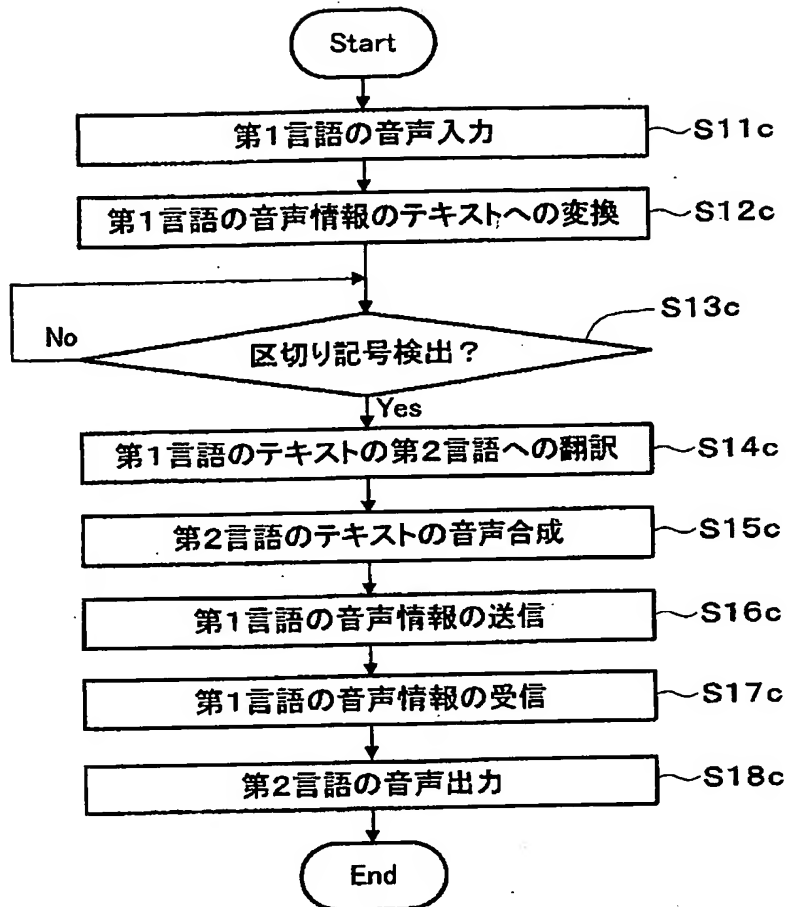 Start
第1言語の音声入力 S11c
第1言語の音声情報のテキストへの変換 S12c
S13c
No
区切り記号検出?
Yes
第1言語のテキストの第2言語への翻訳 S14c
第2言語のテキストの音声合成 S15c
第1言語の音声情報の送信 S16c
第1言語の音声情報の受信 S17c
第2言語の音声出力 S18c
End